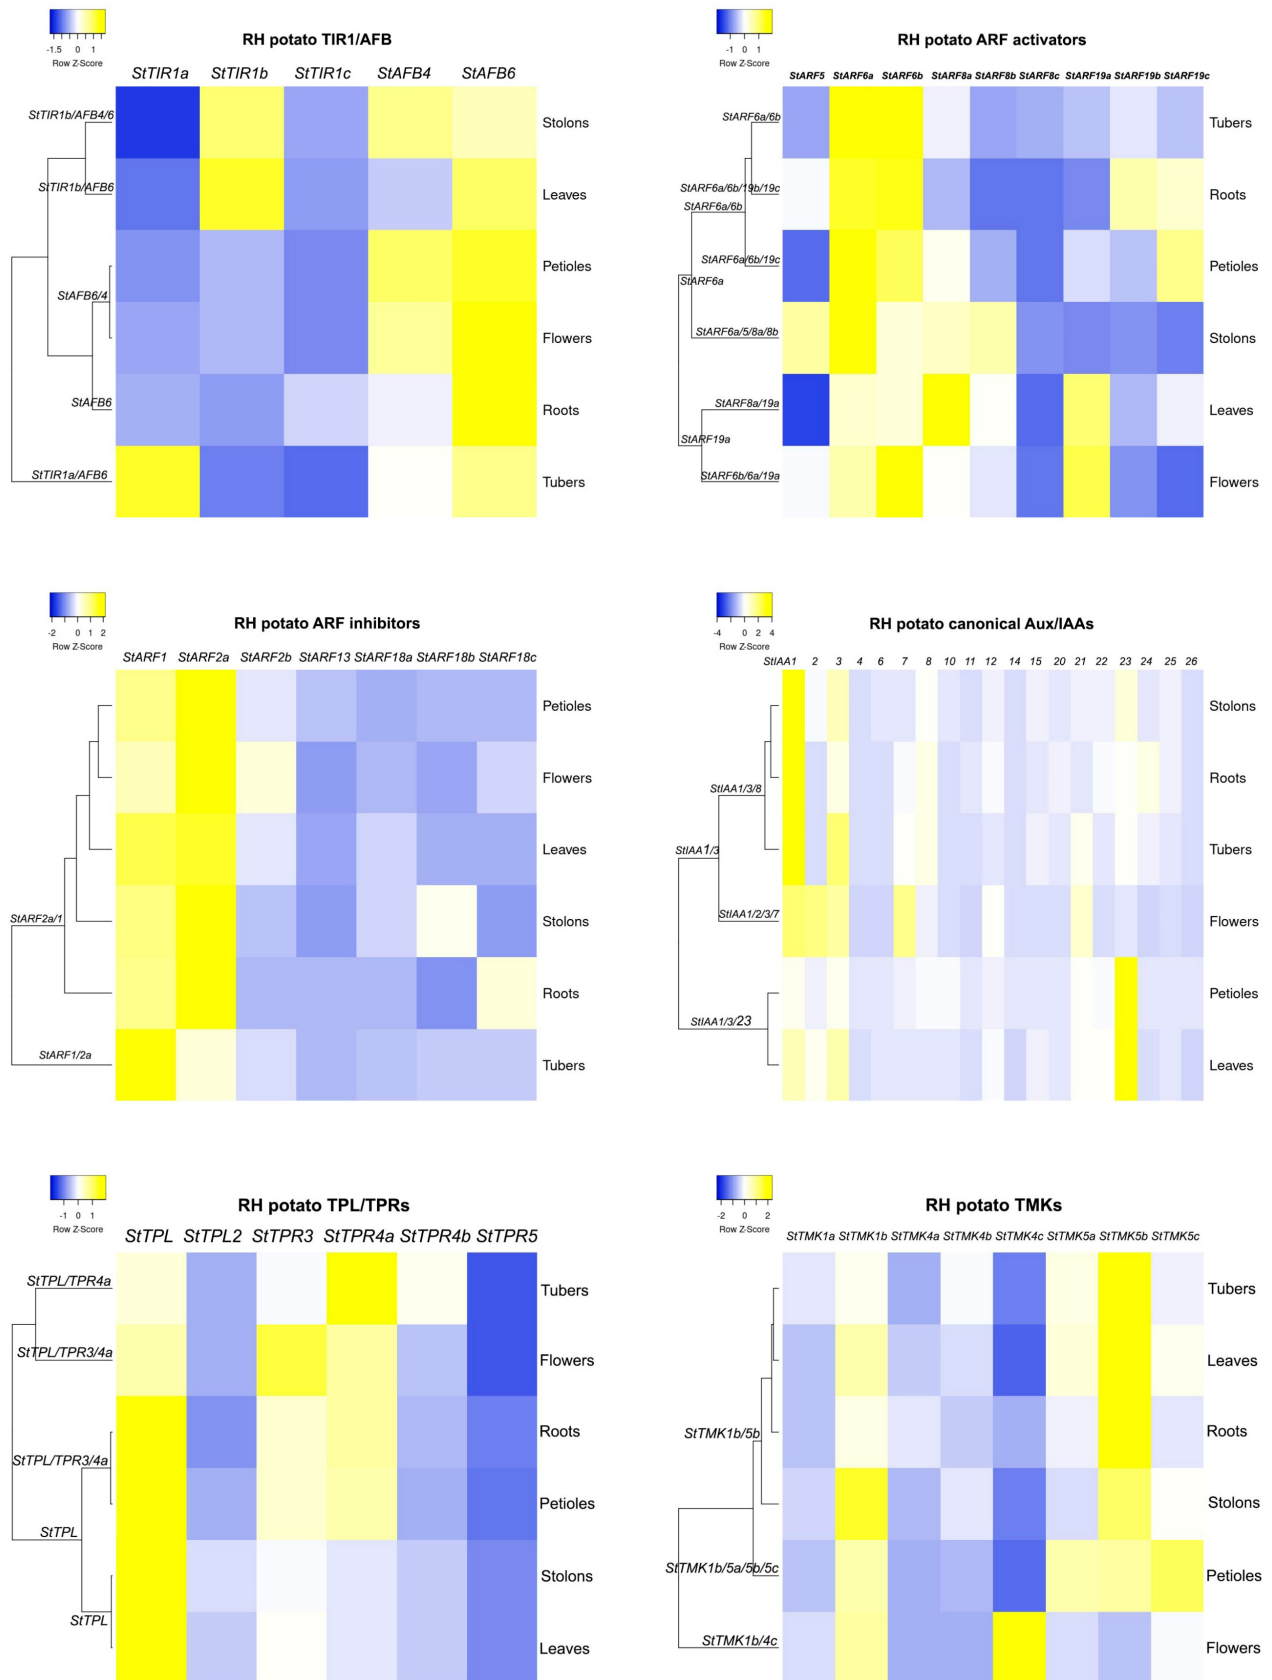 RH potato TIR1/AFB
-1.5 0 1
Row Z-Score
StTIR1a StTIR1b StTIR1c StAFB4 StAFB6
StTIR1b/AFB4/6
Stolons
StTIR1b/AFB6
Leaves
Petioles
StAFB6/4
Flowers
StAFB6
Roots
StTIR1a/AFB6
Tubers
RH potato ARF activators
-1 0 1
Row Z-Score
StARF5 StARF6a StARF6b StARF8a StARF8b StARF8c StARF19a StARF19b StARF19c
StARF6a/6b
Tubers
StARF6a/6b/19b/19c
Roots
StARF6a/6b
StARF6a/6b/19c
Petioles
StARF6a
StARF6a/5/8a/8b
Stolons
StARF8a/19a
Leaves
StARF19a
StARF6b/6a/19a
Flowers
RH potato ARF inhibitors
-2 0 1 2
Row Z-Score
StARF1 StARF2a StARF2b StARF13 StARF18a StARF18b StARF18c
Petioles
Flowers
Leaves
StARF2a/1
Stolons
Roots
StARF1/2a
Tubers
RH potato canonical Aux/IAAs
-4 0 2 4
Row Z-Score
StIAA1 2 3 4 6 7 8 10 11 12 14 15 20 21 22 23 24 25 26
Stolons
Roots
StIAA1/3/8
Tubers
StIAA1/3
StIAA1/2/3/7
Flowers
Petioles
StIAA1/3/23
Leaves
RH potato TPL/TPRs
-1 0 1
Row Z-Score
StTPL StTPL2 StTPR3 StTPR4a StTPR4b StTPR5
StTPL/TPR4a
Tubers
StTPL/TPR3/4a
Flowers
Roots
StTPL/TPR3/4a
Petioles
StTPL
Stolons
StTPL
Leaves
RH potato TMKs
-2 0 2
Row Z-Score
StTMK1a StTMK1b StTMK4a StTMK4b StTMK4c StTMK5a StTMK5b StTMK5c
Tubers
Leaves
Roots
StTMK1b/5b
Stolons
StTMK1b/5a/5b/5c
Petioles
StTMK1b/4c
Flowers